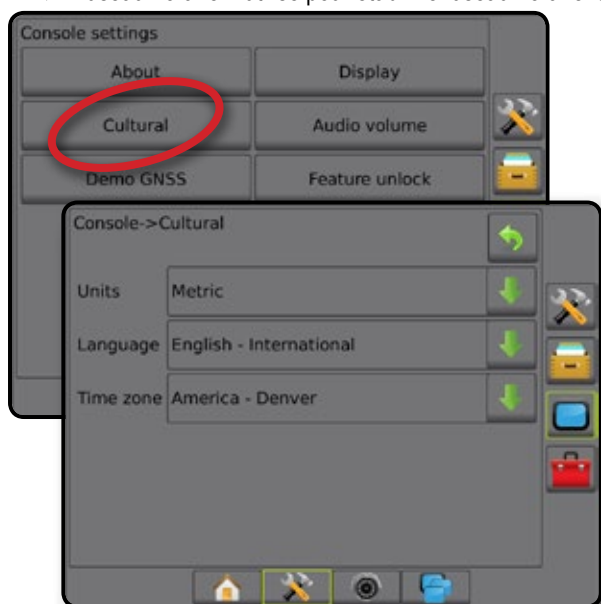 Console settings
About Display
Cultural Audio volume
Demo GNSS Feature unlock
Console->Cultural
Units Metric
Language English - International
Time zone America - Denver